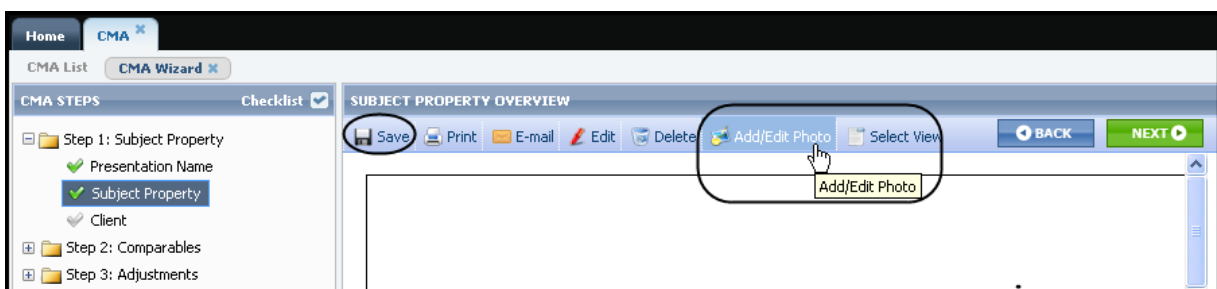 Home CMA
CMA List CMA Wizard
CMA STEPS Checklist SUBJECT PROPERTY OVERVIEW
Save Print E-mail Edit Delete Add/Edit Photo Select View BACK NEXT
Add/Edit Photo
Step 1: Subject Property
Presentation Name
Subject Property
Client
Step 2: Comparables
Step 3: Adjustments